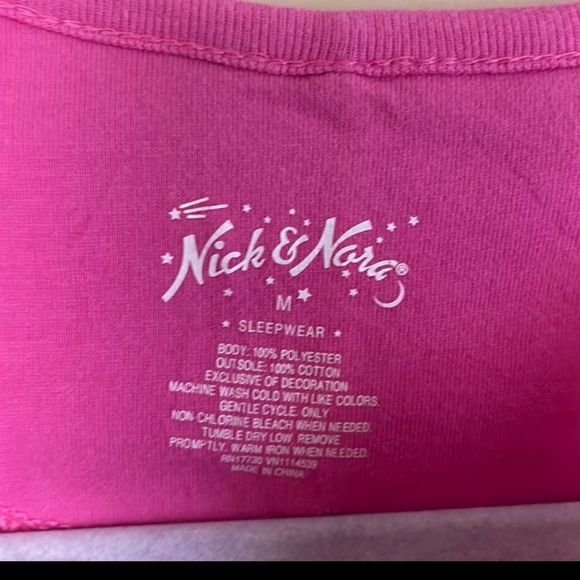 Nick & Nora®
M
SLEEPWEAR
BODY: 100% POLYESTER
OUTSOLE: 100% COTTON
EXCLUSIVE OF DECORATION
MACHINE WASH COLD WITH LIKE COLORS.
GENTLE CYCLE. ONLY
NON-CHLORINE BLEACH WHEN NEEDED.
TUMBLE DRY LOW. REMOVE
PROMPTLY. WARM IRON WHEN NEEDED.
RN17730 VN1114539
MADE IN CHINA